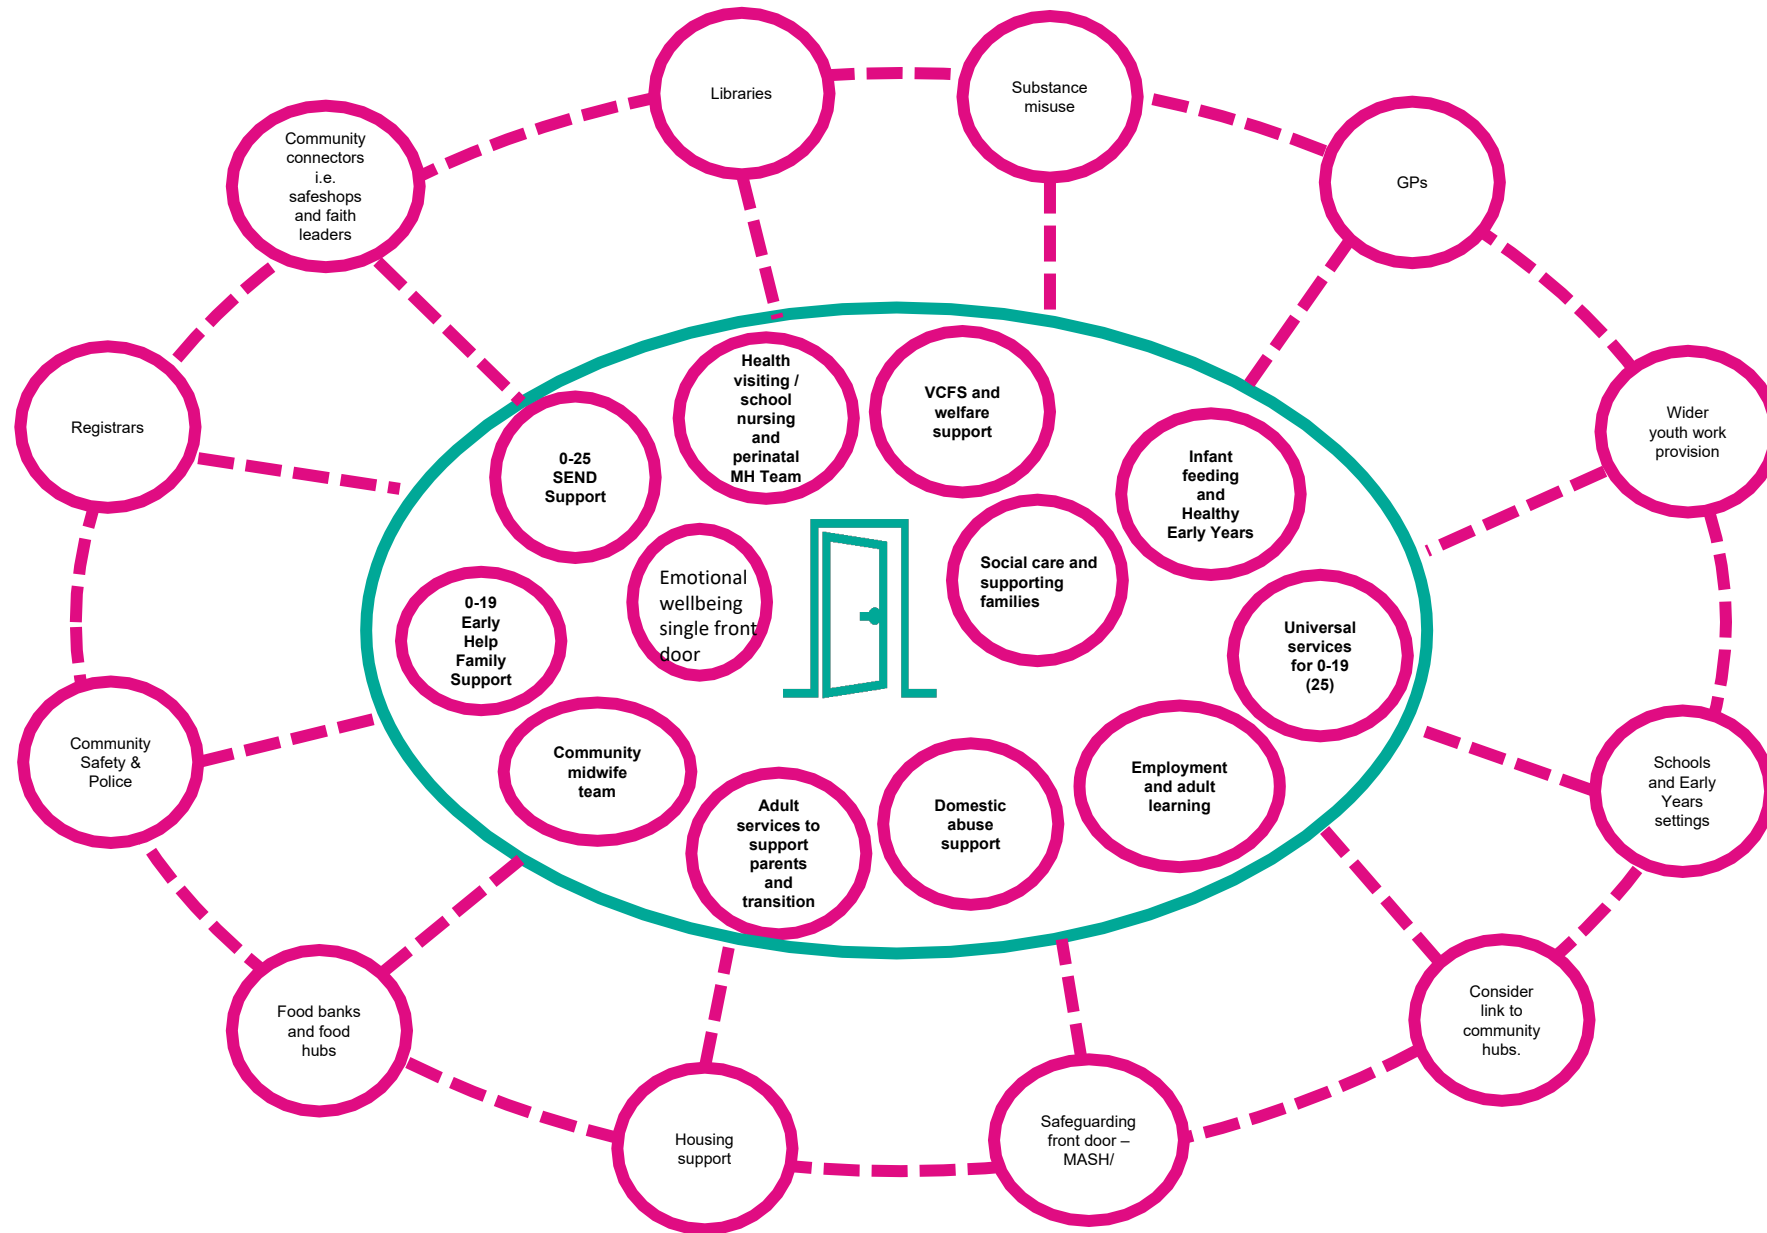 Libraries
Substance
misuse
Community
connectors
i.e.
safeshops
and faith
leaders
GPs
Registrars
Wider
youth work
provision
Health
visiting /
school
nursing
and
perinatal
MH Team
VCFS and
welfare
support
0-25
SEND
Support
Infant
feeding
and
Healthy
Early Years
Emotional
wellbeing
single front
door
Social care and
supporting
families
0-19
Early
Help
Family
Support
Universal
services
for 0-19
(25)
Community
Safety &
Police
Community
midwife
team
Adult
services to
support
parents
and
transition
Domestic
abuse
support
Employment
and adult
learning
Schools
and Early
Years
settings
Food banks
and food
hubs
Housing
support
Safeguarding
front door –
MASH/
Consider
link to
community
hubs.